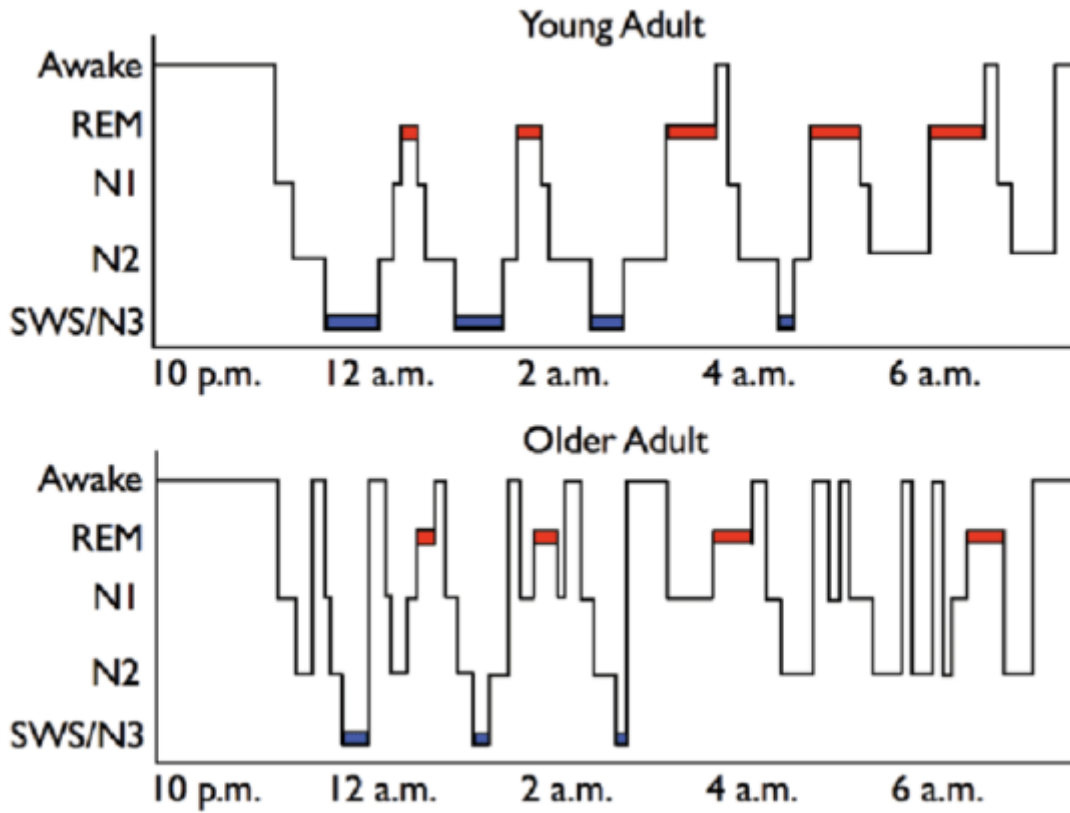 Young Adult
Awake
REM
N1
N2
SWS/N3
10 p.m. 12 a.m. 2 a.m. 4 a.m. 6 a.m.
Older Adult
Awake
REM
N1
N2
SWS/N3
10 p.m. 12 a.m. 2 a.m. 4 a.m. 6 a.m.